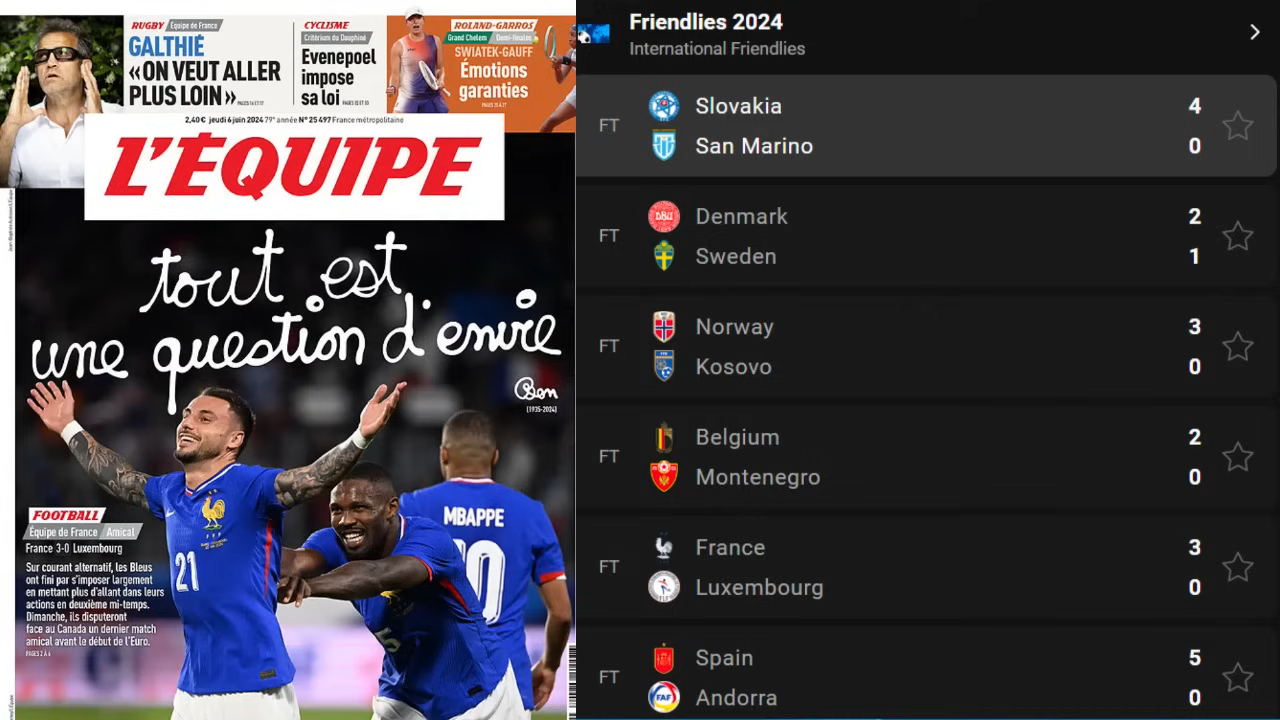 RUGBY Équipe de France
GALTHIÉ
«ON VEUT ALLER
PLUS LOIN» PAGES 16 ET 17
CYCLISME
Critérium du Dauphiné
Evenepoel
impose
sa loi
ROLAND-GARROS
Grand Chelem Demi-finales
SWIATEK-GAUFF
Émotions
garanties
2,40 € jeudi 6 juin 2024 79e année N° 25 497 France métropolitaine
L'ÉQUIPE
tout est
une question d'envie
Ben
(1935-2024)
MBAPPE
10
21
FOOTBALL
Équipe de France Amical
France 3-0 Luxembourg
Sur courant alternatif, les Bleus
ont fini par s'imposer largement
en mettant plus d'allant dans leurs
actions en deuxième mi-temps.
Dimanche, ils disputeront
face au Canada un dernier match
amical avant le début de l'Euro.
PAGES 2 À 6
Friendlies 2024
International Friendlies
FT
Slovakia 4
San Marino 0
FT
Denmark 2
Sweden 1
FT
Norway 3
Kosovo 0
FT
Belgium 2
Montenegro 0
FT
France 3
Luxembourg 0
FT
Spain 5
Andorra 0